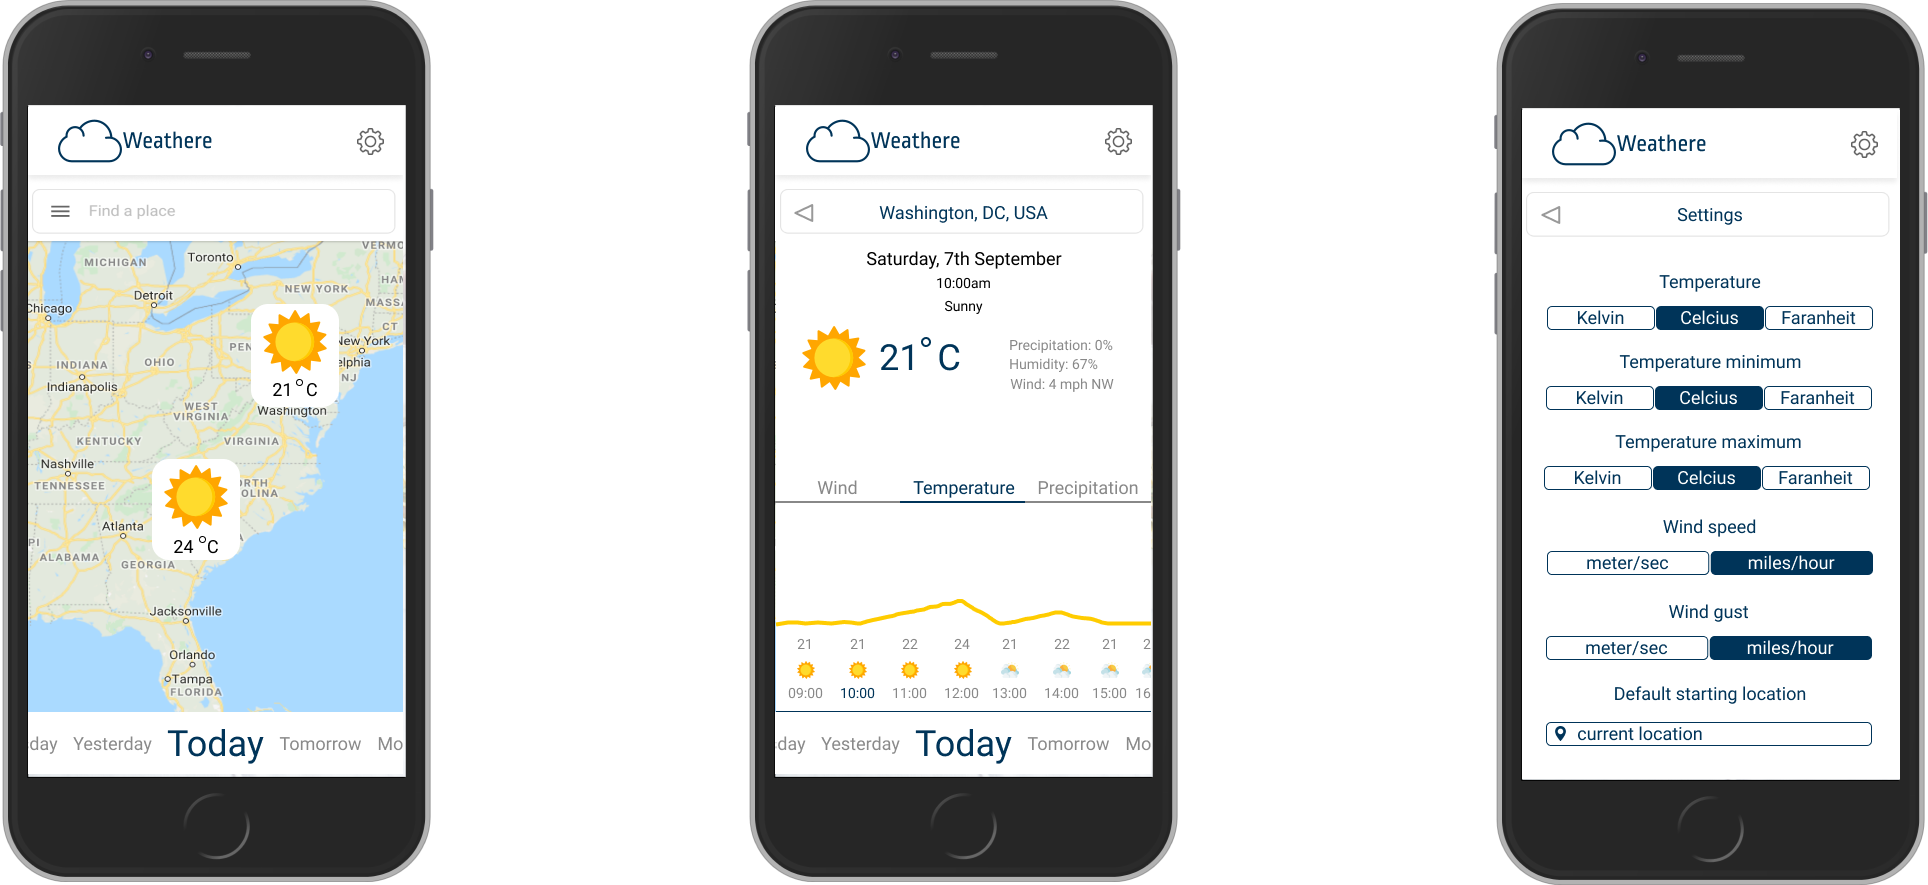 Weathere
Find a place
VERMO
MICHIGAN
Toronto
HAM
NEW YORK
Detroit
MASSA
Chicago
CT
PEN
New York
OHIO
elphia
INDIANA
NJ
Indianapolis
21°C
WEST
VIRGINIA
Washington
KENTUCKY
VIRGINIA
Nashville
TENNESSEE
ORTH
OLINA
Atlanta
24°C
PI
ALABAMA
GEORGIA
Jacksonville
Orlando
Tampa
FLORIDA
day Yesterday Today Tomorrow Mo
Weathere
Washington, DC, USA
Saturday, 7th September
10:00am
Sunny
21°C
Precipitation: 0%
Humidity: 67%
Wind: 4 mph NW
Wind Temperature Precipitation
21 21 22 24 21 22 21 2
09:00 10:00 11:00 12:00 13:00 14:00 15:00 16
day Yesterday Today Tomorrow Mo
Weathere
Settings
Temperature
Kelvin Celcius Faranheit
Temperature minimum
Kelvin Celcius Faranheit
Temperature maximum
Kelvin Celcius Faranheit
Wind speed
meter/sec miles/hour
Wind gust
meter/sec miles/hour
Default starting location
current location